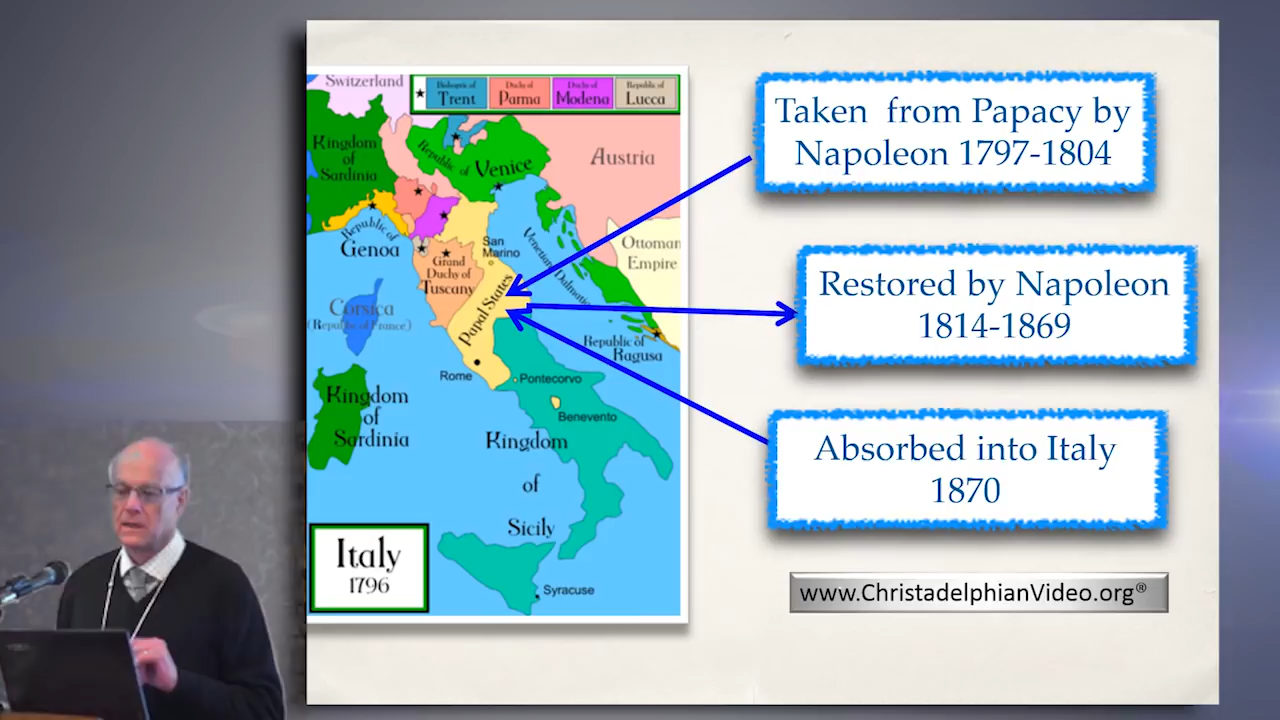 Switzerland
Bishopric of
Trent
Duchy of
Parma
Duchy of
Modena
Republic of
Lucca
Kingdom
of
Sardinia
Republic of Venice
Austria
Republic of
Genoa
San
Marino
Grand
Duchy of
Tuscany
Papal States
Venetian Dalmatia
Ottoman
Empire
Corsica
(Republic of France)
Republic of
Ragusa
Rome
Pontecorvo
Benevento
Kingdom
of
Sardinia
Kingdom
of
Sicily
Syracuse
Italy
1796
Taken from Papacy by
Napoleon 1797-1804
Restored by Napoleon
1814-1869
Absorbed into Italy
1870
www.ChristadelphianVideo.org®